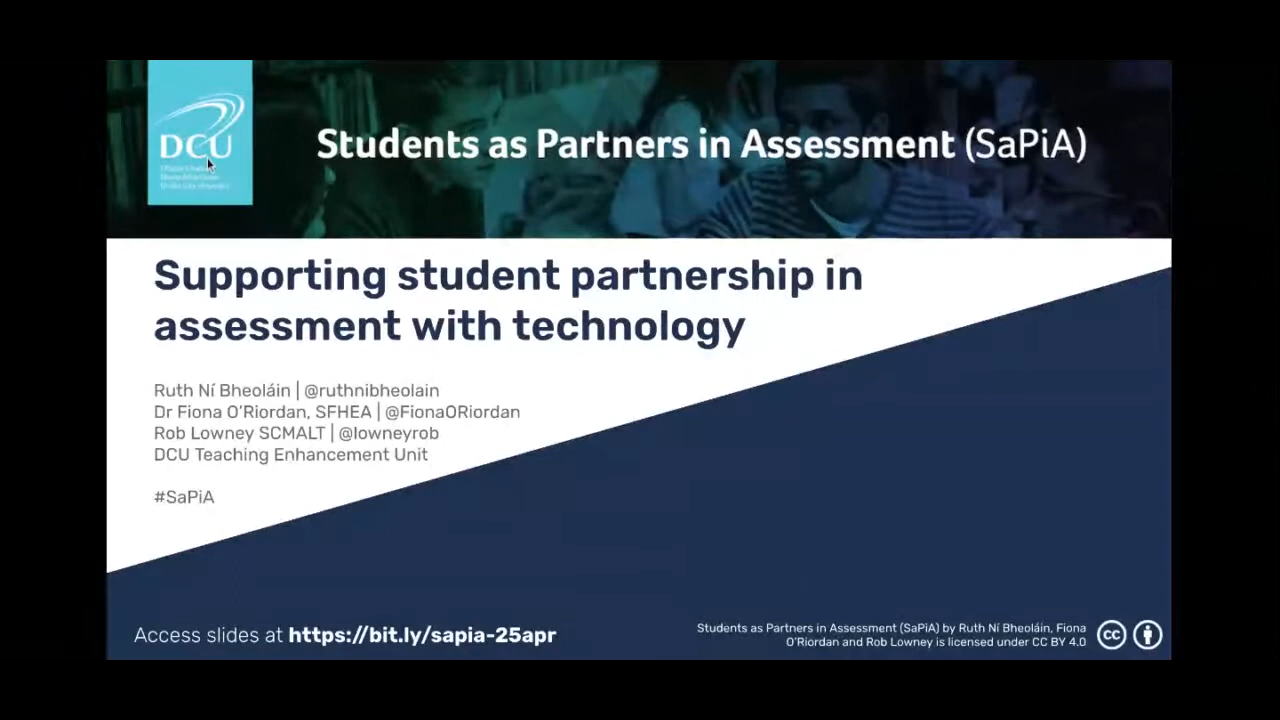 DCU
Students as Partners in Assessment (SaPiA)
Supporting student partnership in
assessment with technology
Ruth Ní Bheoláin | @ruthnibheolain
Dr Fiona O'Riordan, SFHEA | @FionaORiordan
Rob Lowney SCMALT | @lowneyrob
DCU Teaching Enhancement Unit
#SaPiA
Access slides at https://bit.ly/sapia-25apr
Students as Partners in Assessment (SaPiA) by Ruth Ní Bheoláin, Fiona
O'Riordan and Rob Lowney is licensed under CC BY 4.0
cc